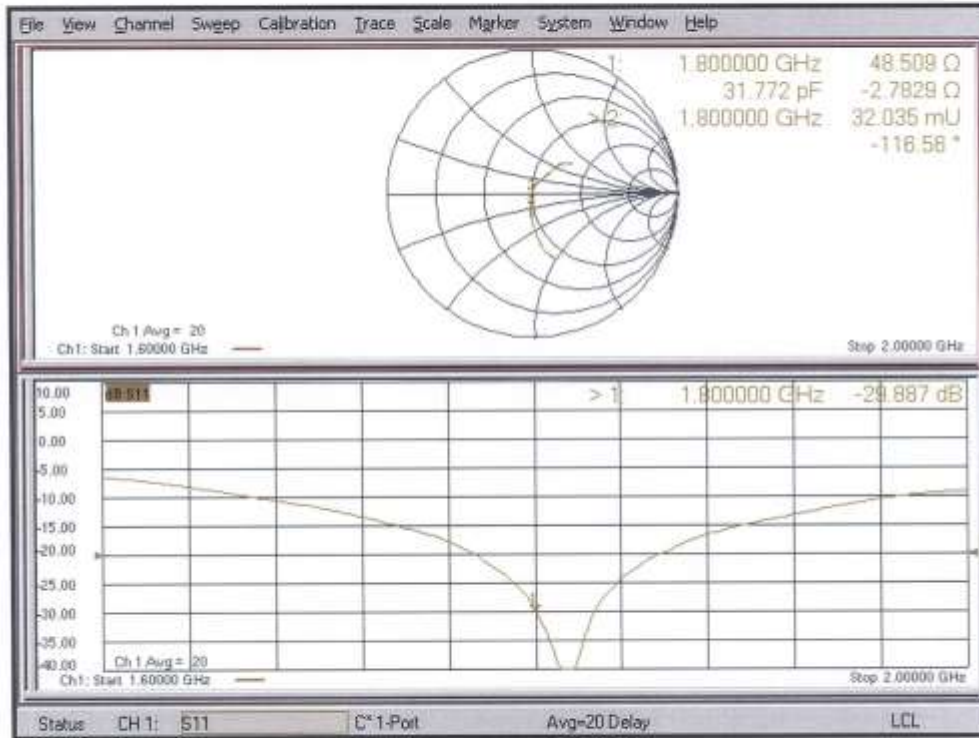 File View Channel Sweep Calibration Trace Scale Marker System Window Help
1: 1.800000 GHz 48.509 Ω
31.772 pF -2.7829 Ω
> 2: 1.800000 GHz 32.035 mU
-116.56 °
Ch 1 Avg = 20
Ch1: Start 1.60000 GHz
Stop 2.00000 GHz
10.00 dB S11 > 1: 1.800000 GHz -29.887 dB
5.00
0.00
-5.00
-10.00
-15.00
-20.00
-25.00
-30.00
-35.00
-40.00 Ch 1 Avg = 20
Ch1: Start 1.60000 GHz
Stop 2.00000 GHz
Status CH 1: S11 C* 1-Port Avg=20 Delay LCL